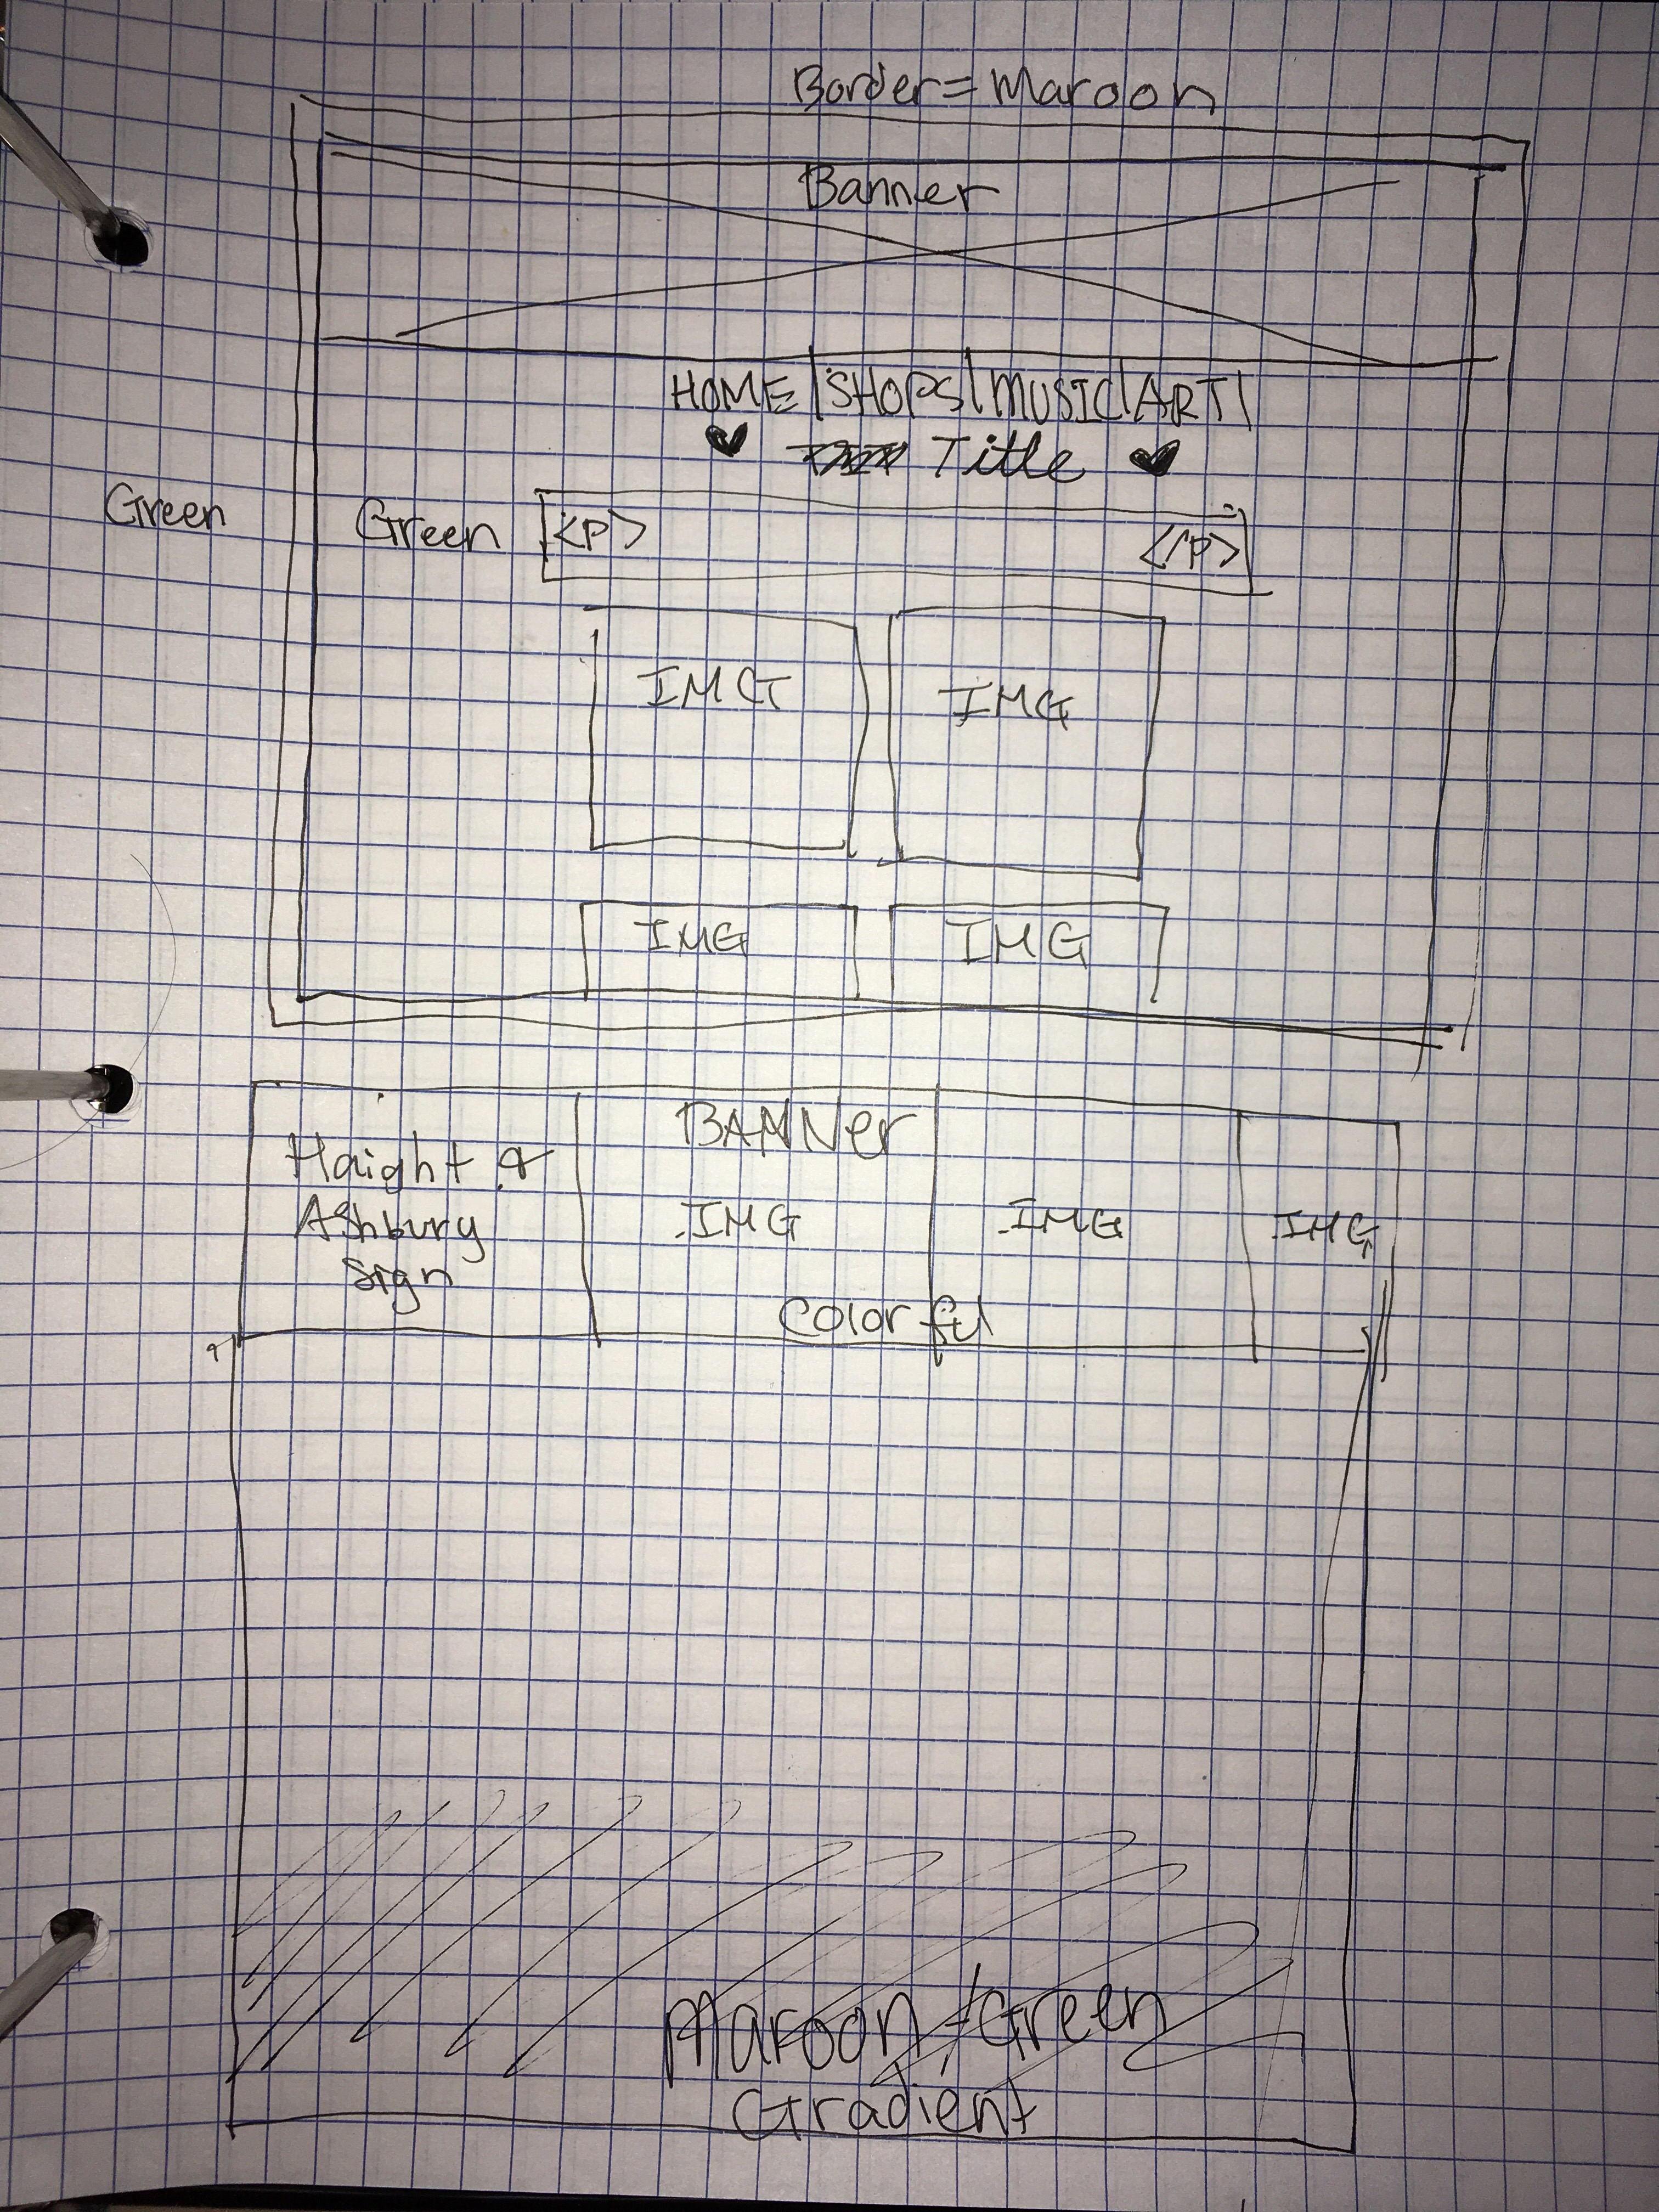 Border = Maroon
Banner
HOME | SHOPS | MUSIC | ART |
♥ Title ♥
Green
Green <P> </P>
IMG IMG
IMG IMG
BANNer
Haight &
Ashbury
Sign
IMG IMG IMG
Colorful
Maroon/Green
Gradient